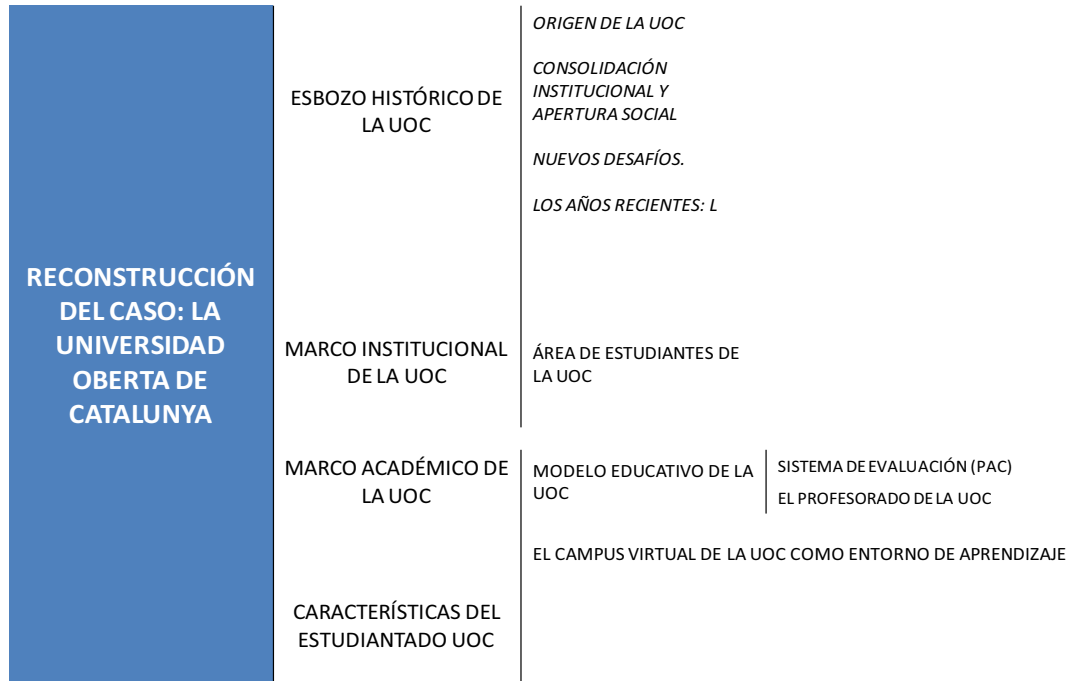 RECONSTRUCCIÓN
DEL CASO: LA
UNIVERSIDAD
OBERTA DE
CATALUNYA
ESBOZO HISTÓRICO DE
LA UOC
ORIGEN DE LA UOC
CONSOLIDACIÓN
INSTITUCIONAL Y
APERTURA SOCIAL
NUEVOS DESAFÍOS.
LOS AÑOS RECIENTES: L
MARCO INSTITUCIONAL
DE LA UOC
ÁREA DE ESTUDIANTES DE
LA UOC
MARCO ACADÉMICO DE
LA UOC
MODELO EDUCATIVO DE LA
UOC
SISTEMA DE EVALUACIÓN (PAC)
EL PROFESORADO DE LA UOC
EL CAMPUS VIRTUAL DE LA UOC COMO ENTORNO DE APRENDIZAJE
CARACTERÍSTICAS DEL
ESTUDIANTADO UOC